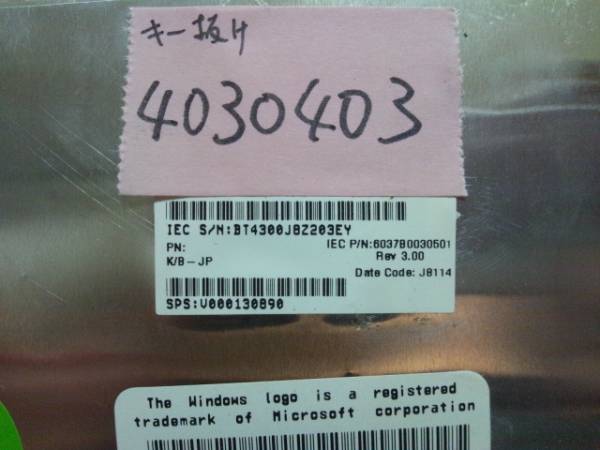 キー抜け
4030403
IEC S/N:BT4300J8Z203EY
PN:
IEC P/N:6037B0030501
K/B-JP
Rev 3.00
Date Code: J8114
SPS:V000130890
The Windows logo is a registered
trademark of Microsoft corporation